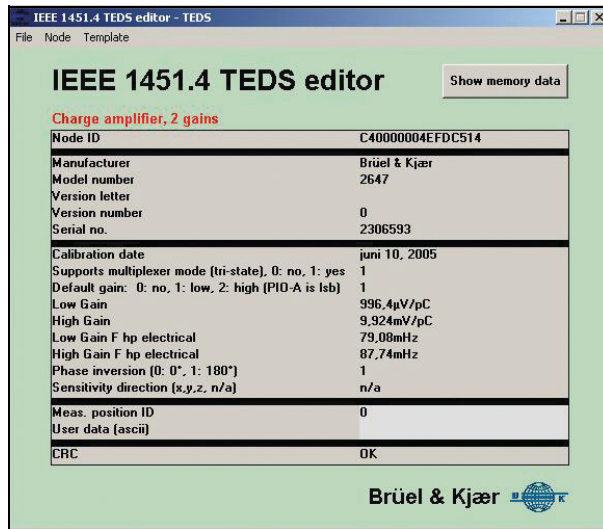 IEEE 1451.4 TEDS editor - TEDS
File Node Template
IEEE 1451.4 TEDS editor
Show memory data
Charge amplifier, 2 gains
Node ID C40000004EFDC514
Manufacturer Brüel & Kjær
Model number 2647
Version letter
Version number 0
Serial no. 2306593
Calibration date juni 10, 2005
Supports multiplexer mode (tri-state), 0: no, 1: yes 1
Default gain: 0: no, 1: low, 2: high (PIO-A is lsb) 1
Low Gain 996,4µV/pC
High Gain 9,924mV/pC
Low Gain F hp electrical 79,08mHz
High Gain F hp electrical 87,74mHz
Phase inversion (0: 0°, 1: 180°) 1
Sensitivity direction (x,y,z, n/a) n/a
Meas. position ID 0
User data (ascii)
CRC OK
Brüel & Kjær